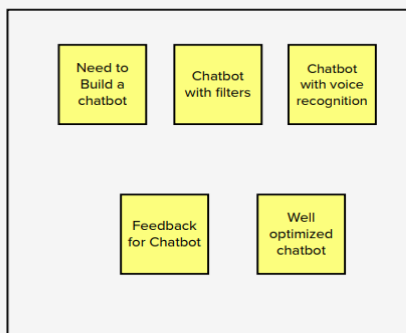 Need to
Build a
chatbot
Chatbot
with filters
Chatbot
with voice
recognition
Feedback
for Chatbot
Well
optimized
chatbot